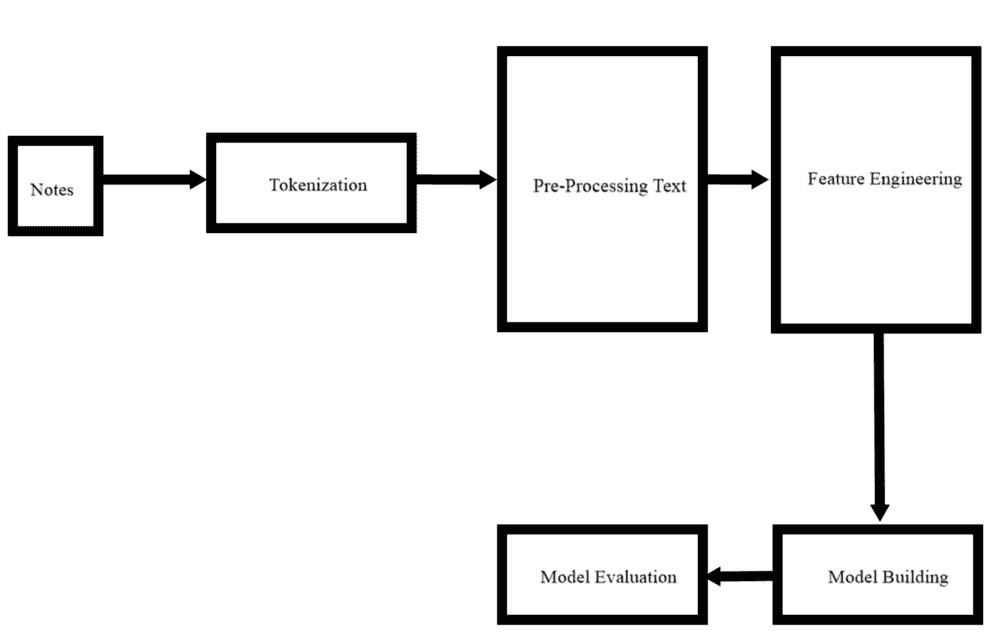 Notes
Tokenization
Pre-Processing Text
Feature Engineering
Model Building
Model Evaluation